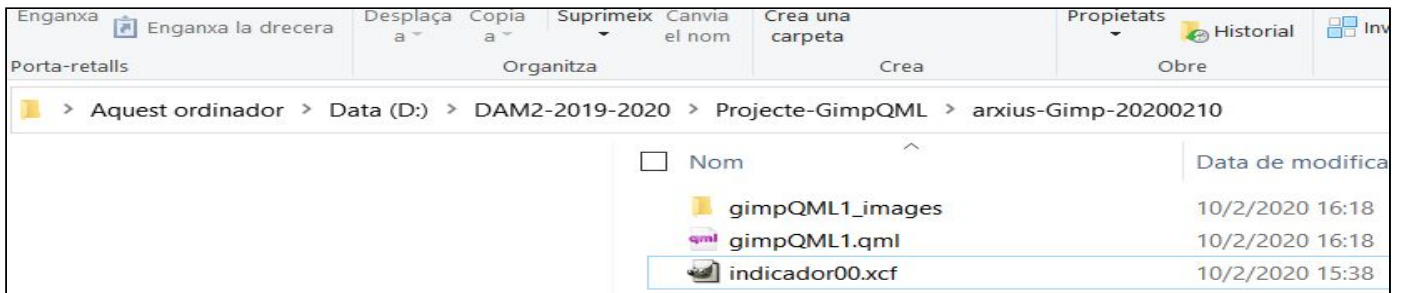 Enganxa Enganxa la drecera Desplaça a Copia a Suprimeix Canvia el nom Crea una carpeta Propietats Historial
Porta-retalls Organitza Crea Obre
> Aquest ordinador > Data (D:) > DAM2-2019-2020 > Projecte-GimpQML > arxius-Gimp-20200210
Nom Data de modifica
gimpQML1_images 10/2/2020 16:18
qml gimpQML1.qml 10/2/2020 16:18
indicador00.xcf 10/2/2020 15:38